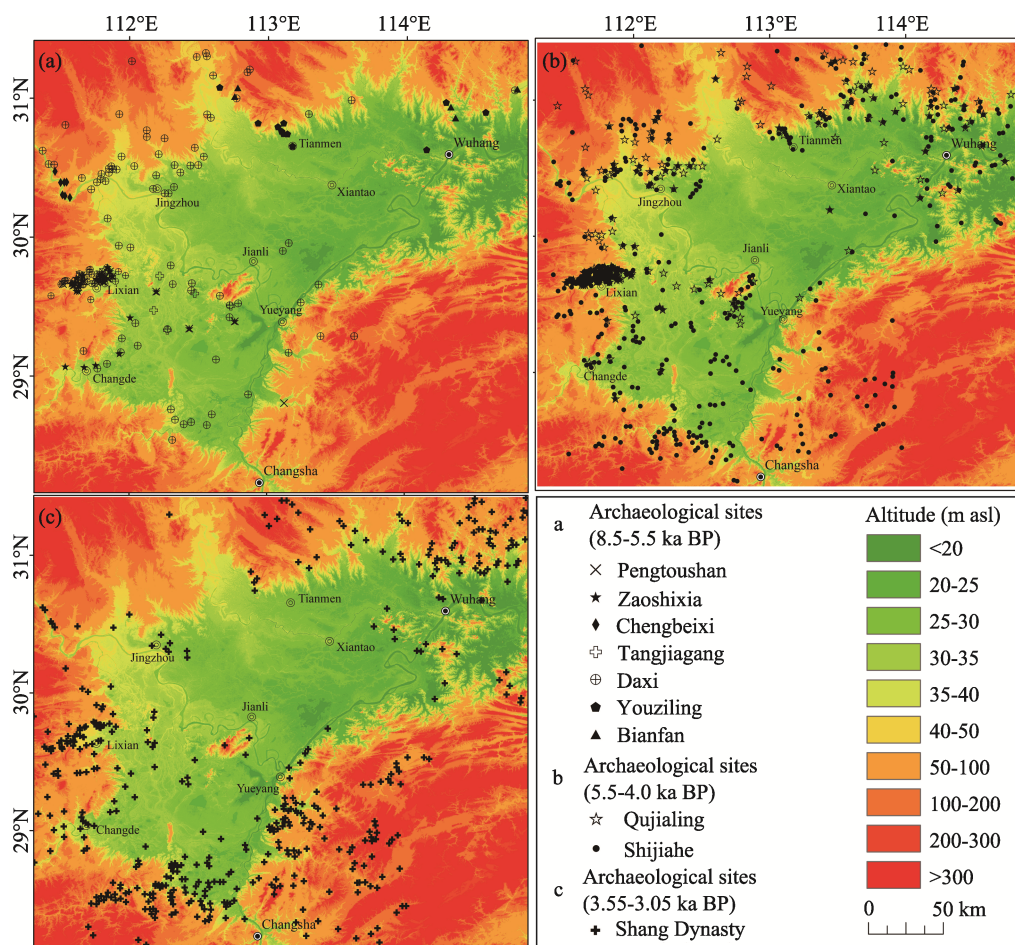 112°E
113°E
114°E
(a)
31°N
30°N
29°N
Tianmen
Wuhang
Xiantao
Jingzhou
Jianli
Lixian
Yueyang
Changde
Changsha
112°E
113°E
114°E
(b)
Tianmen
Wuhang
Xiantao
Jingzhou
Jianli
Lixian
Yueyang
Changde
Changsha
(c)
31°N
30°N
29°N
Tianmen
Wuhang
Xiantao
Jingzhou
Jianli
Lixian
Yueyang
Changde
Changsha
a Archaeological sites
(8.5-5.5 ka BP)
Pengtoushan
Zaoshixia
Chengbeixi
Tangjiagang
Daxi
Youziling
Bianfan
b Archaeological sites
(5.5-4.0 ka BP)
Qujialing
Shijiahe
c Archaeological sites
(3.55-3.05 ka BP)
Shang Dynasty
Altitude (m asl)
<20
20-25
25-30
30-35
35-40
40-50
50-100
100-200
200-300
>300
0 50 km